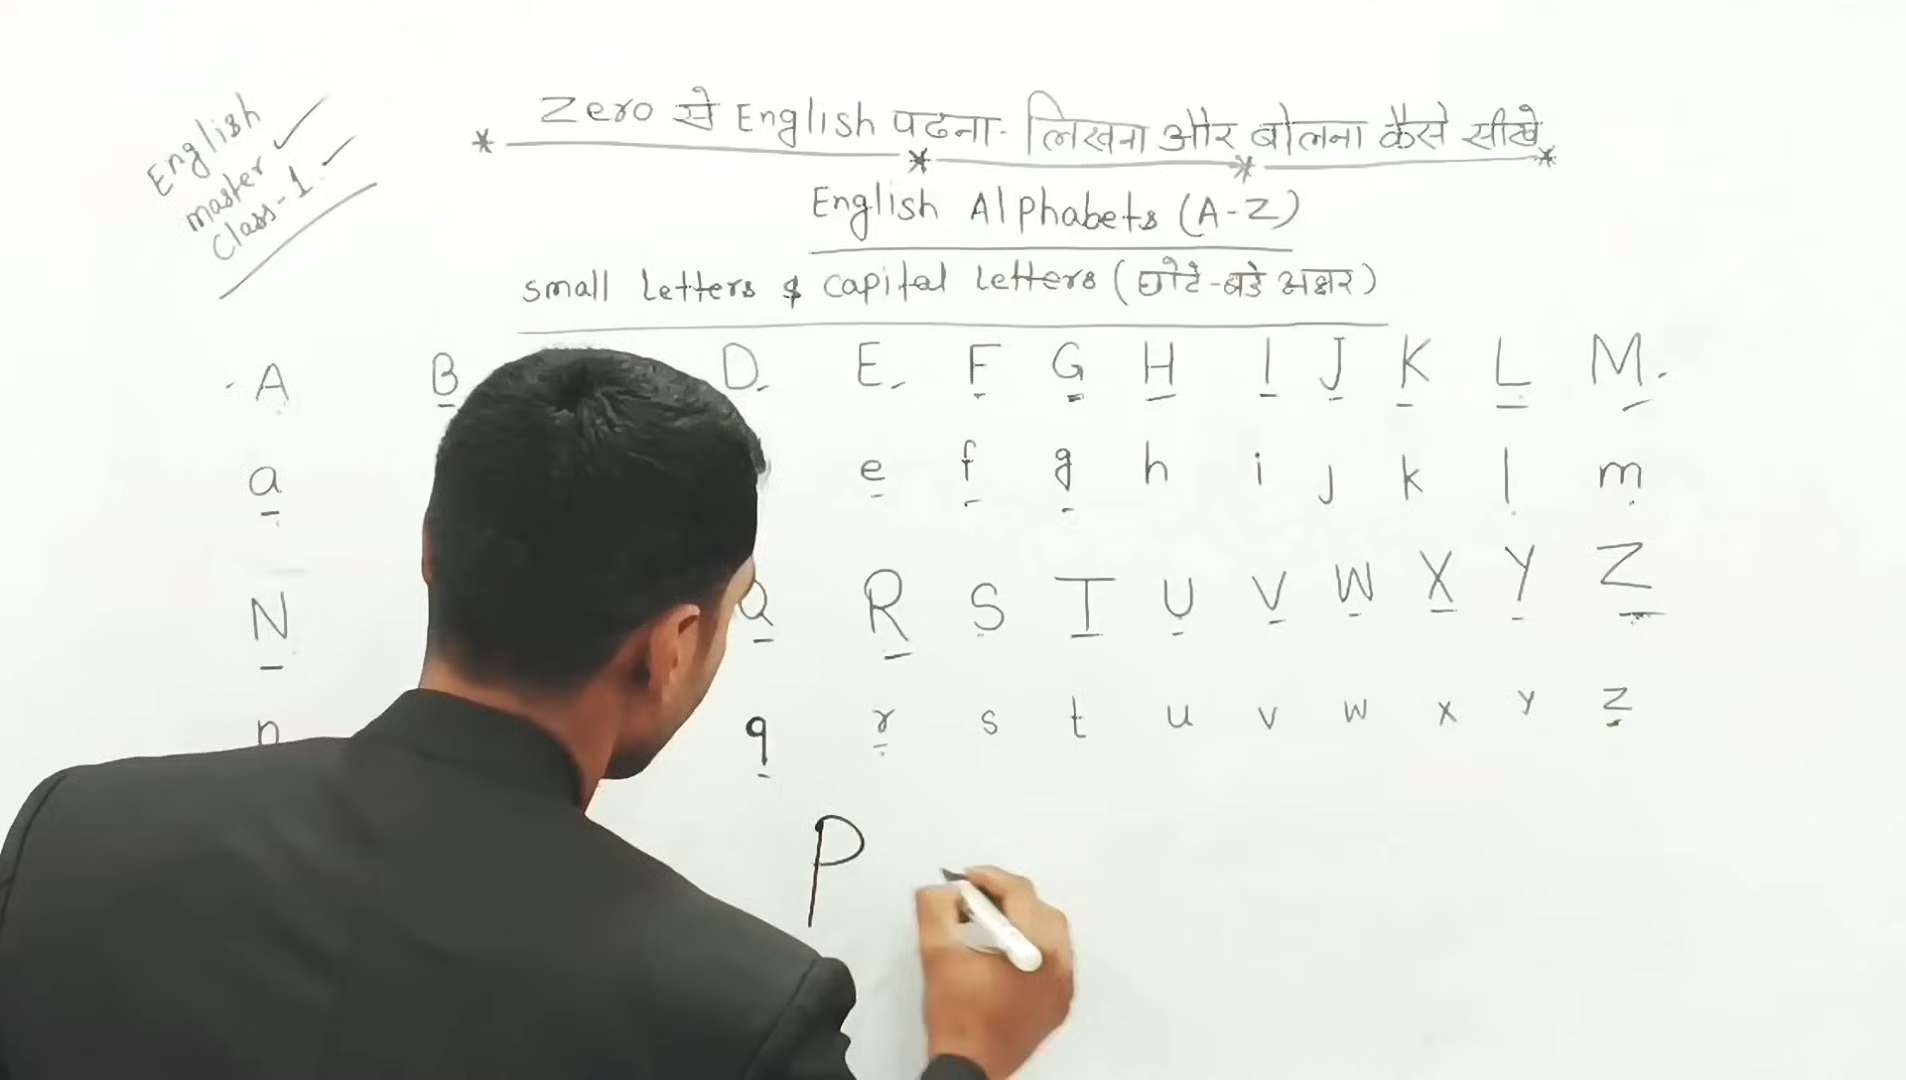 English
master
Class-1
Zero से English पढना- लिखना और बोलना कैसे सीखे
English Alphabets (A-Z)
small letters & capital letters (छोटे-बडे अक्षर)
A B D E F G H I J K L M
a e f g h i j k l m
N Q R S T U V W X Y Z
n q r s t u v w x y z
P